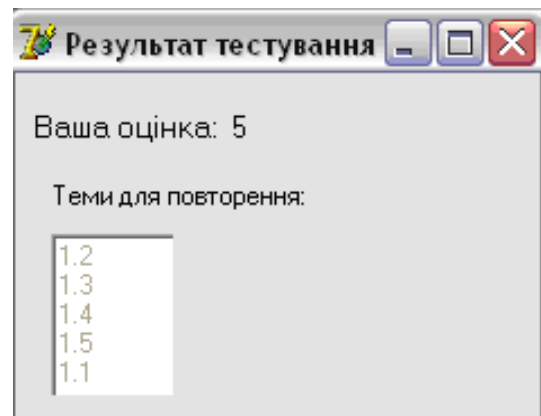 Результат тестування
Ваша оцінка: 5
Теми для повторення:
1.2
1.3
1.4
1.5
1.1